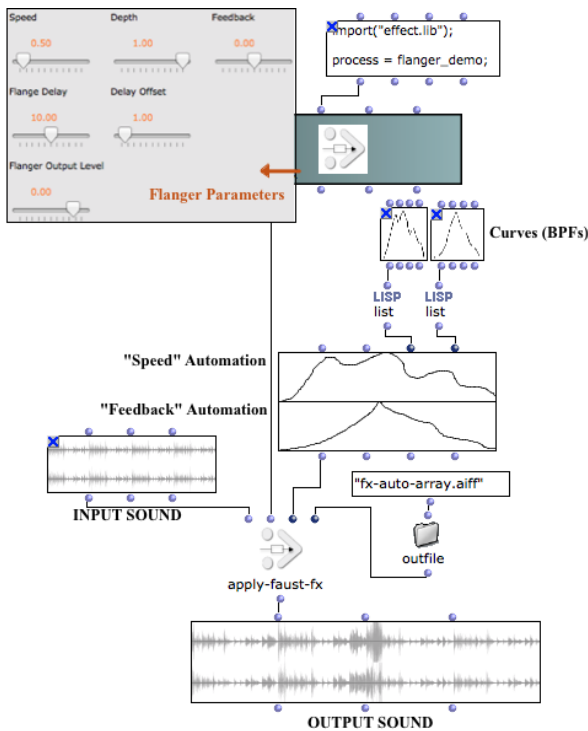 Speed Depth Feedback
0.50 1.00 0.00
Flange Delay Delay Offset
10.00 1.00
Flanger Output Level
0.00
Flanger Parameters
import("effect.lib");
process = flanger_demo;
Curves (BPFs)
LISP LISP
list list
"Speed" Automation
"Feedback" Automation
"fx-auto-array.aiff"
INPUT SOUND
outfile
apply-faust-fx
OUTPUT SOUND